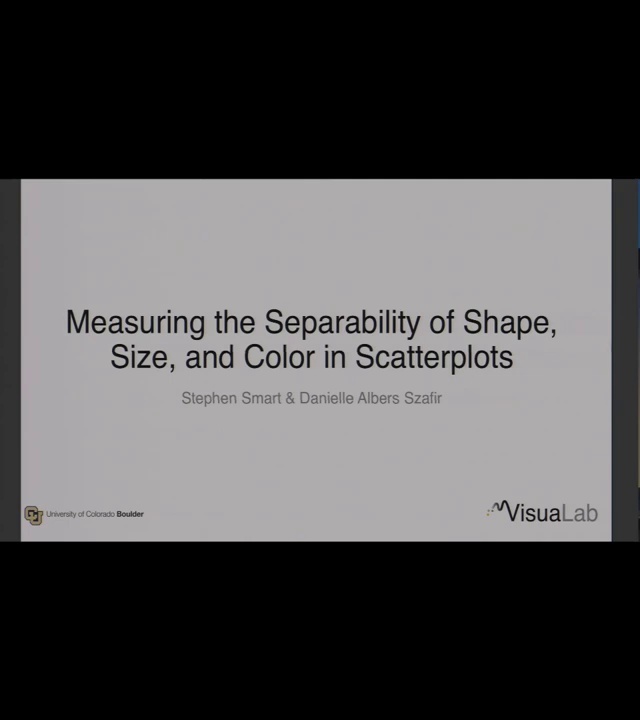 Measuring the Separability of Shape,
Size, and Color in Scatterplots
Stephen Smart & Danielle Albers Szafir
CU University of Colorado Boulder
VisuaLab